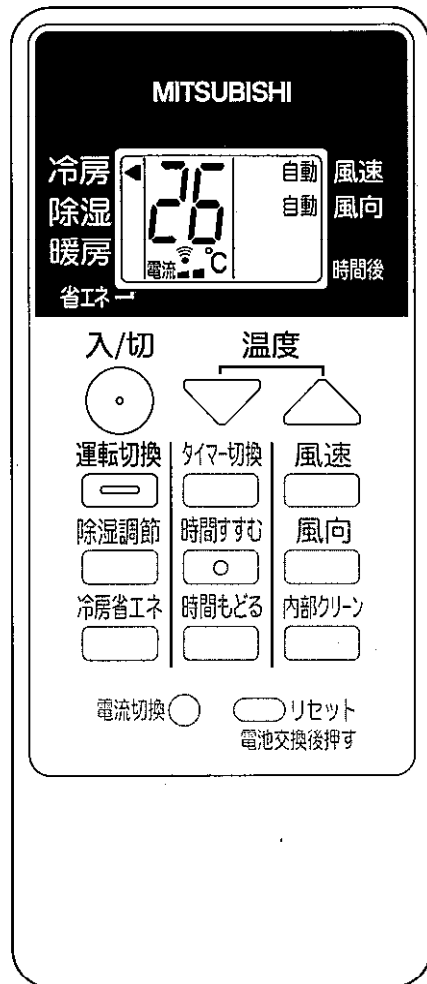 MITSUBISHI
冷房 ◀ 26 自動 風速
除湿 自動 風向
暖房 電流 ℃ 時間後
省エネ
入/切 温度
運転切換 タイマー切換 風速
除湿調節 時間すすむ 風向
冷房省エネ 時間もどる 内部クリーン
電流切換 リセット
電池交換後押す